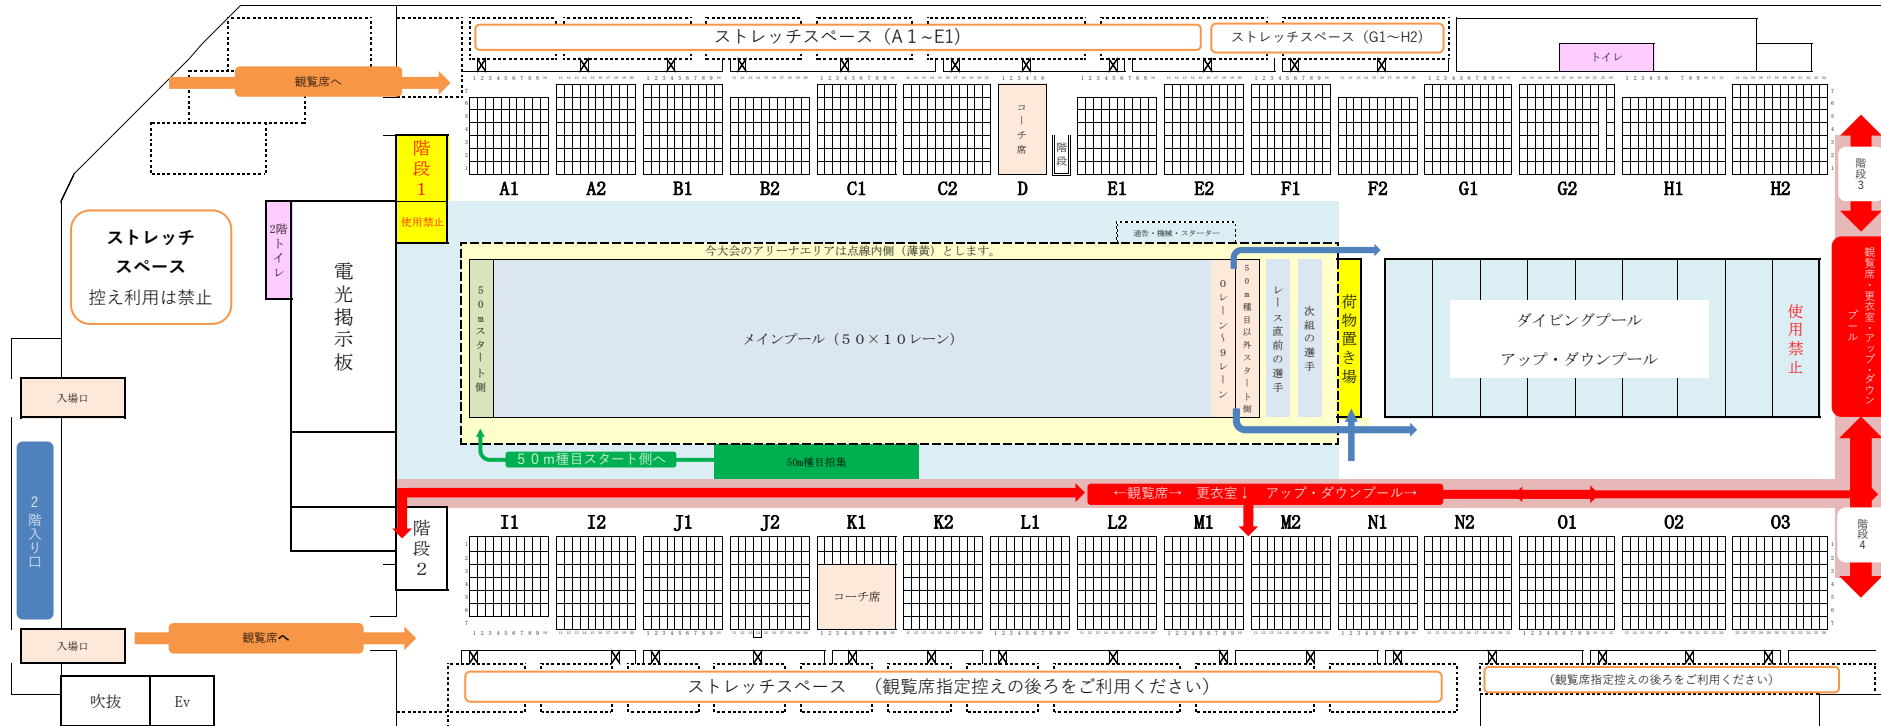 ストレッチスペース（A１~E1）
ストレッチスペース（G1〜H2）
トイレ
観覧席へ
コーチ席
階段
階段1
使用禁止
A1 A2 B1 B2 C1 C2 D E1 E2 F1 F2 G1 G2 H1 H2
階段3
ストレッチ
スペース
控え利用は禁止
2階トイレ
電光掲示板
通告・機械・スターター
今大会のアリーナエリアは点線内側（薄黄）とします。
50mスタート側
メインプール（５０×１０レーン）
０レーン〜９レーン
50m種目以外スタート側
レース直前の選手
次組の選手
荷物置き場
ダイビングプール
アップ・ダウンプール
使用禁止
観覧席・更衣室・アップ・ダウン
プール
入場口
５０m種目スタート側へ
50m種目招集
２階入り口
←観覧席→　更衣室↓　アップ・ダウンプール→
階段2
I1 I2 J1 J2 K1 K2 L1 L2 M1 M2 N1 N2 O1 O2 O3
階段4
コーチ席
観覧席へ
入場口
ストレッチスペース　（観覧席指定控えの後ろをご利用ください）
（観覧席指定控えの後ろをご利用ください）
吹抜
Ev